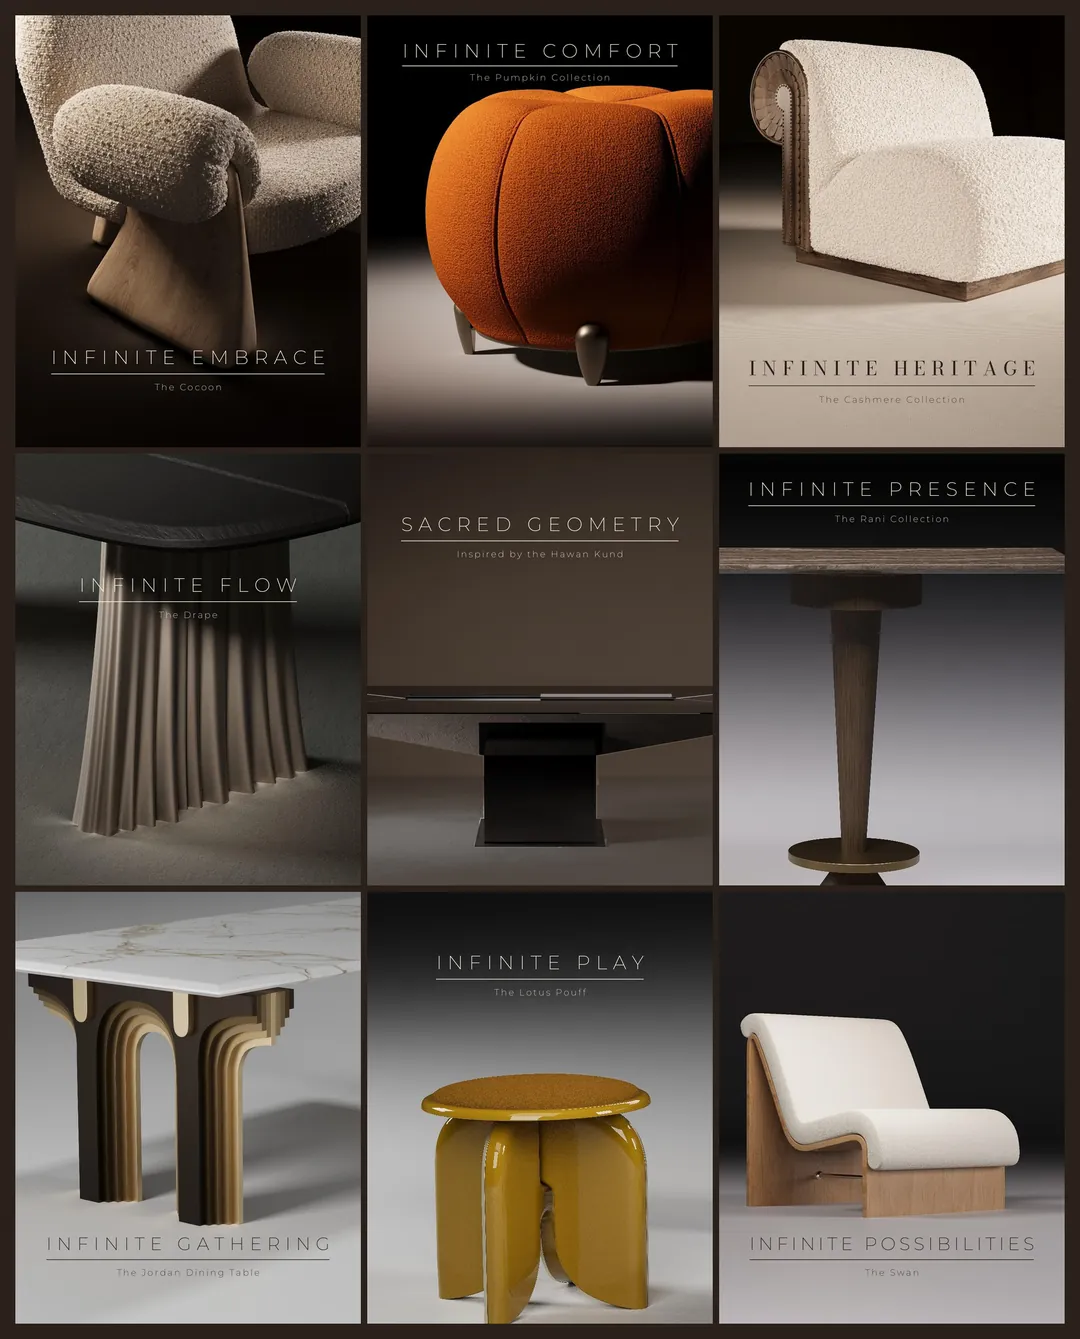 INFINITE EMBRACE
The Cocoon
INFINITE COMFORT
The Pumpkin Collection
INFINITE HERITAGE
The Cashmere Collection
INFINITE FLOW
The Drape
SACRED GEOMETRY
Inspired by the Hawan Kund
INFINITE PRESENCE
The Rani Collection
INFINITE GATHERING
The Jordan Dining Table
INFINITE PLAY
The Lotus Pouff
INFINITE POSSIBILITIES
The Swan